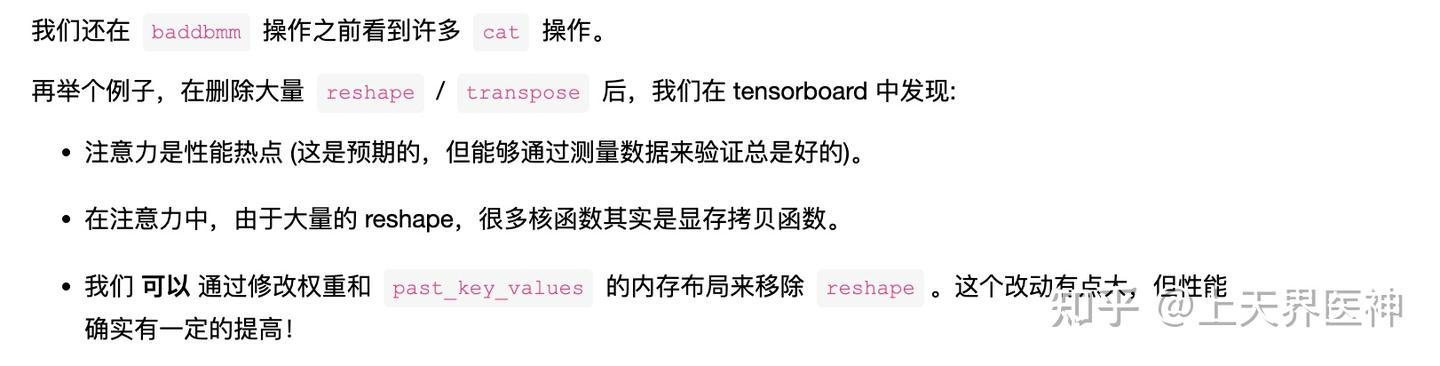 我们还在 baddbmm 操作之前看到许多 cat 操作。
再举个例子，在删除大量 reshape / transpose 后，我们在 tensorboard 中发现:
• 注意力是性能热点 (这是预期的，但能够通过测量数据来验证总是好的)。
• 在注意力中，由于大量的 reshape，很多核函数其实是显存拷贝函数。
• 我们 可以 通过修改权重和 past_key_values 的内存布局来移除 reshape 。这个改动有点大，但性能
确实有一定的提高!
知乎 @上天界医神